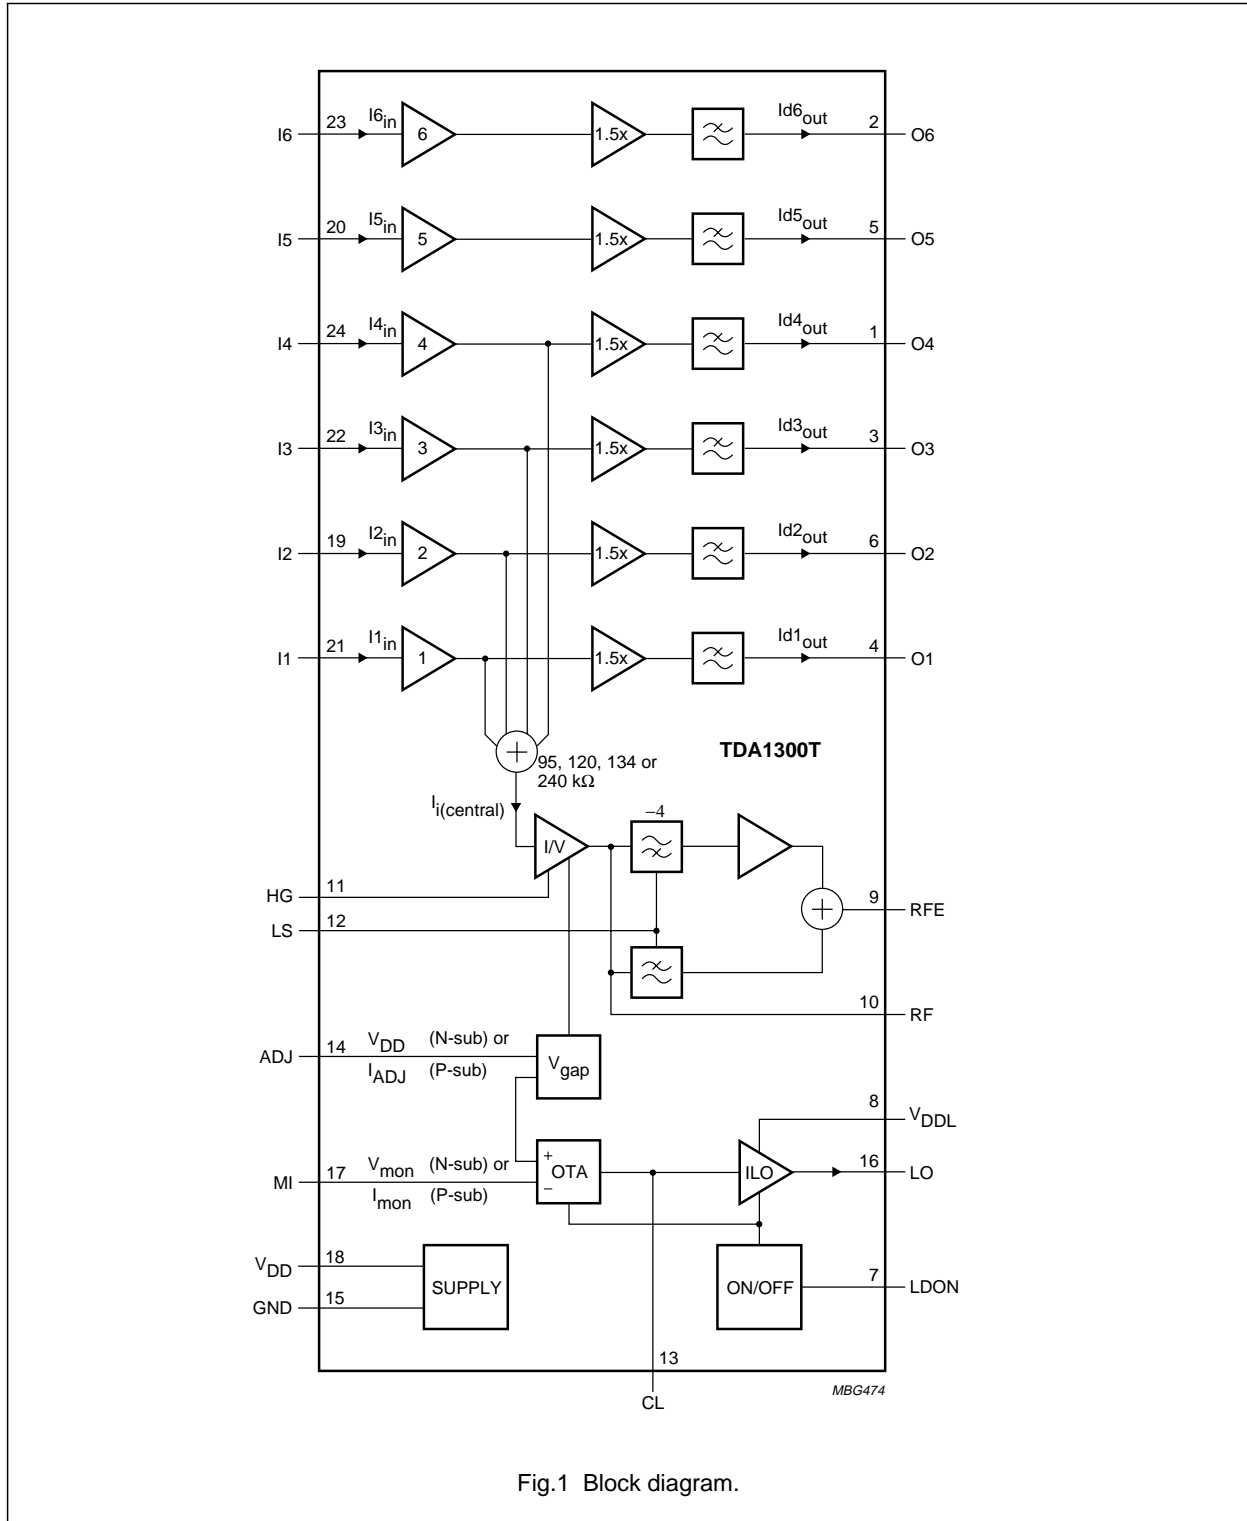 I6 23 I6in 6 1.5x Id6out 2 O6
I5 20 I5in 5 1.5x Id5out 5 O5
I4 24 I4in 4 1.5x Id4out 1 O4
I3 22 I3in 3 1.5x Id3out 3 O3
I2 19 I2in 2 1.5x Id2out 6 O2
I1 21 I1in 1 1.5x Id1out 4 O1
TDA1300T
+ 95, 120, 134 or
240 kΩ
Ii(central)
−4
I/V
HG 11
+ 9 RFE
LS 12
10 RF
ADJ 14 VDD (N-sub) or
IADJ (P-sub)
Vgap
8 VDDL
MI 17 Vmon (N-sub) or
Imon (P-sub)
+
− OTA
ILO 16 LO
VDD 18
GND 15
SUPPLY
ON/OFF 7 LDON
13
CL
MBG474
Fig.1 Block diagram.